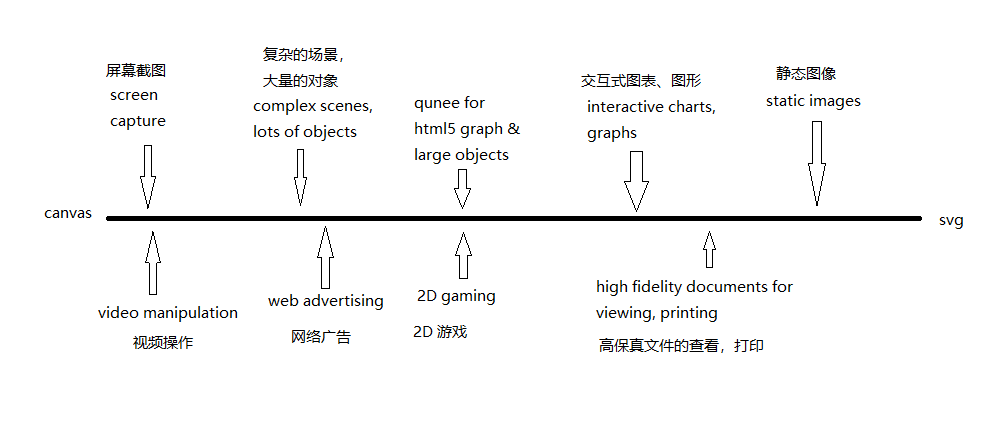 屏幕截图
screen
capture
复杂的场景，
大量的对象
complex scenes,
lots of objects
qunee for
html5 graph &
large objects
交互式图表、图形
interactive charts,
graphs
静态图像
static images
canvas
svg
video manipulation
视频操作
web advertising
网络广告
2D gaming
2D 游戏
high fidelity documents for
viewing, printing
高保真文件的查看，打印